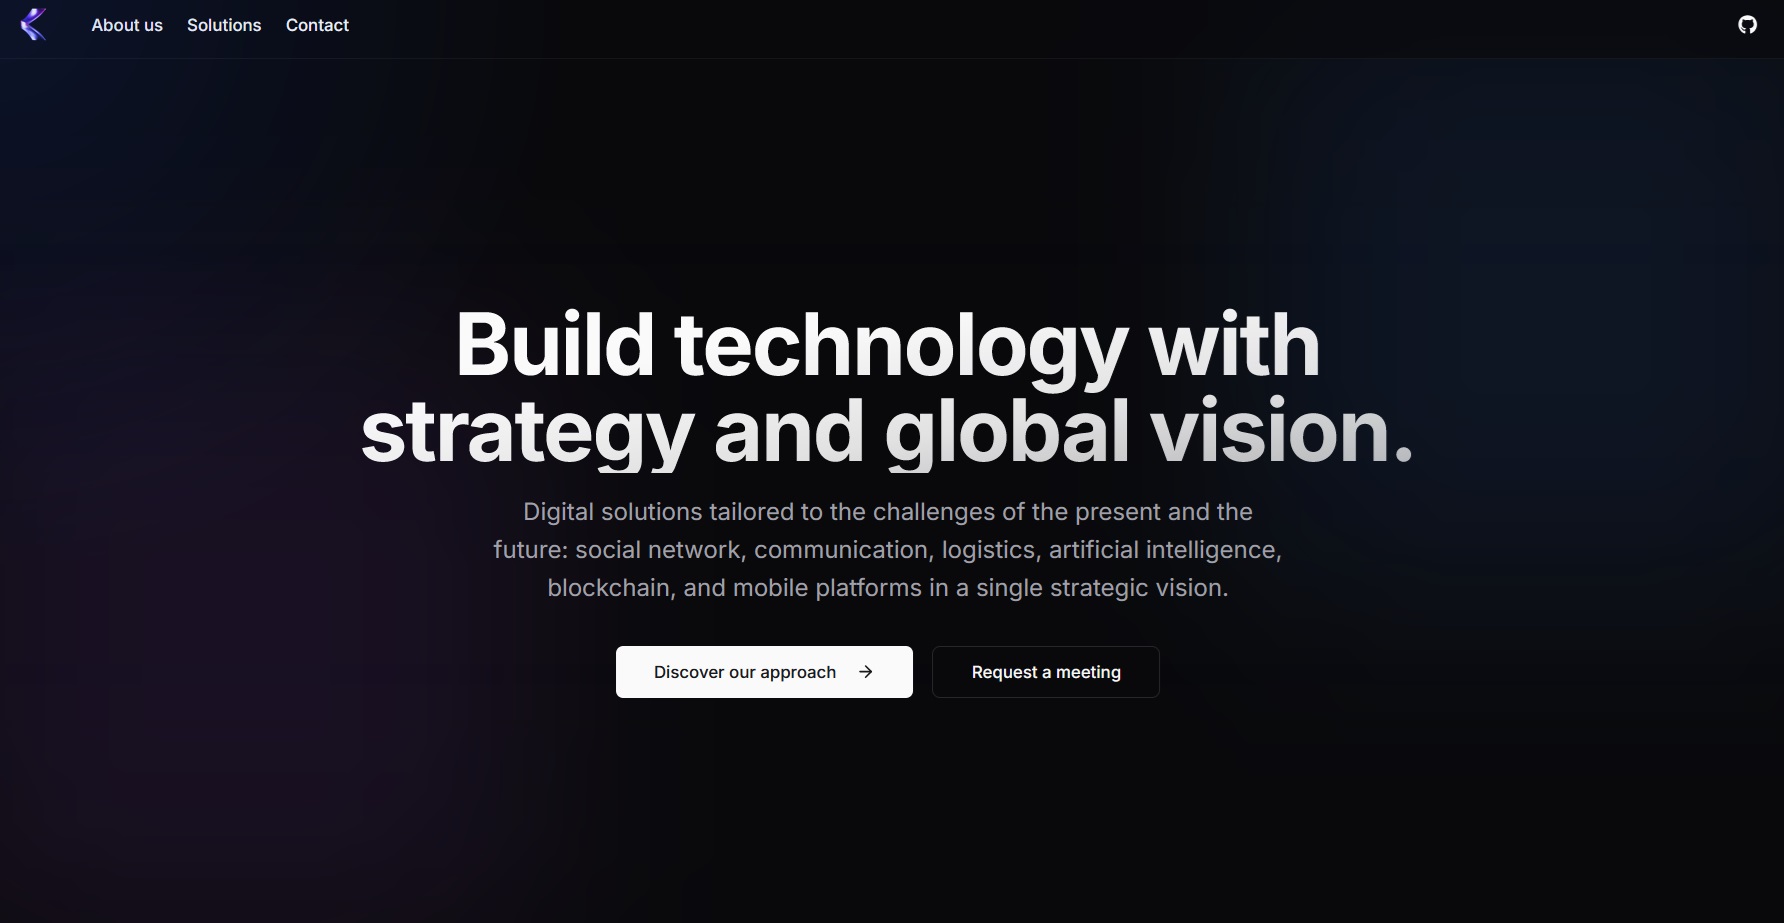 About us
Solutions
Contact
Build technology with
strategy and global vision.
Digital solutions tailored to the challenges of the present and the
future: social network, communication, logistics, artificial intelligence,
blockchain, and mobile platforms in a single strategic vision.
Discover our approach
Request a meeting